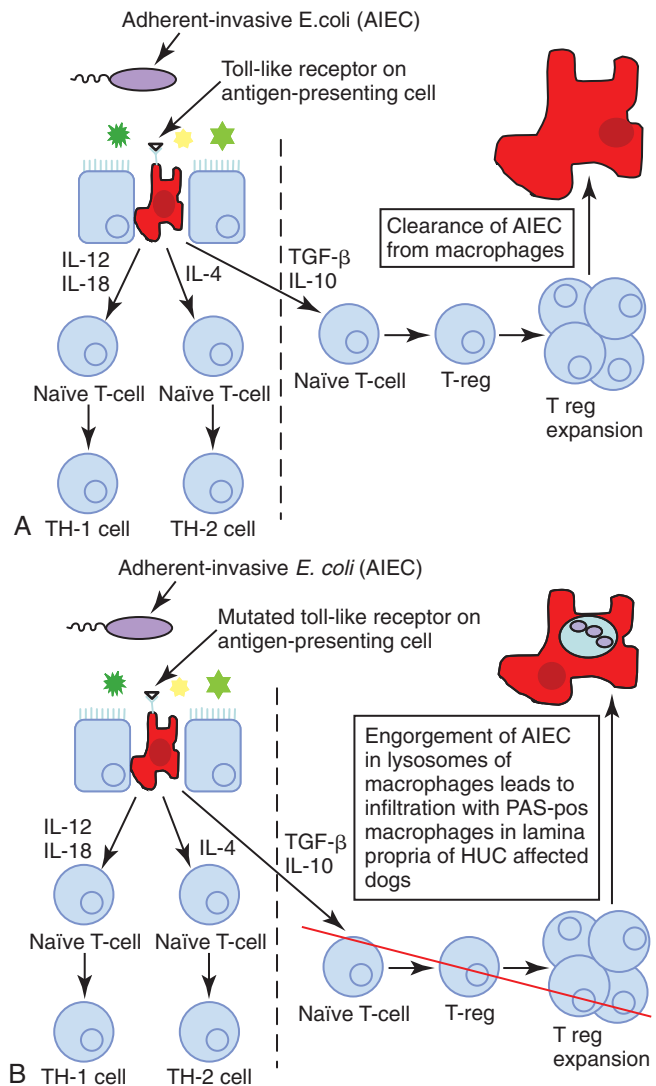 Adherent-invasive E.coli (AIEC)
Toll-like receptor on
antigen-presenting cell
Clearance of AIEC
from macrophages
IL-12
IL-18
IL-4
TGF-β
IL-10
Naïve T-cell
Naïve T-cell
Naïve T-cell
T-reg
T reg
expansion
A
TH-1 cell
TH-2 cell
Adherent-invasive E. coli (AIEC)
Mutated toll-like receptor on
antigen-presenting cell
Engorgement of AIEC
in lysosomes of
macrophages leads to
infiltration with PAS-pos
macrophages in lamina
propria of HUC affected
dogs
IL-12
IL-18
IL-4
TGF-β
IL-10
Naïve T-cell
Naïve T-cell
Naïve T-cell
T-reg
T reg
expansion
B
TH-1 cell
TH-2 cell